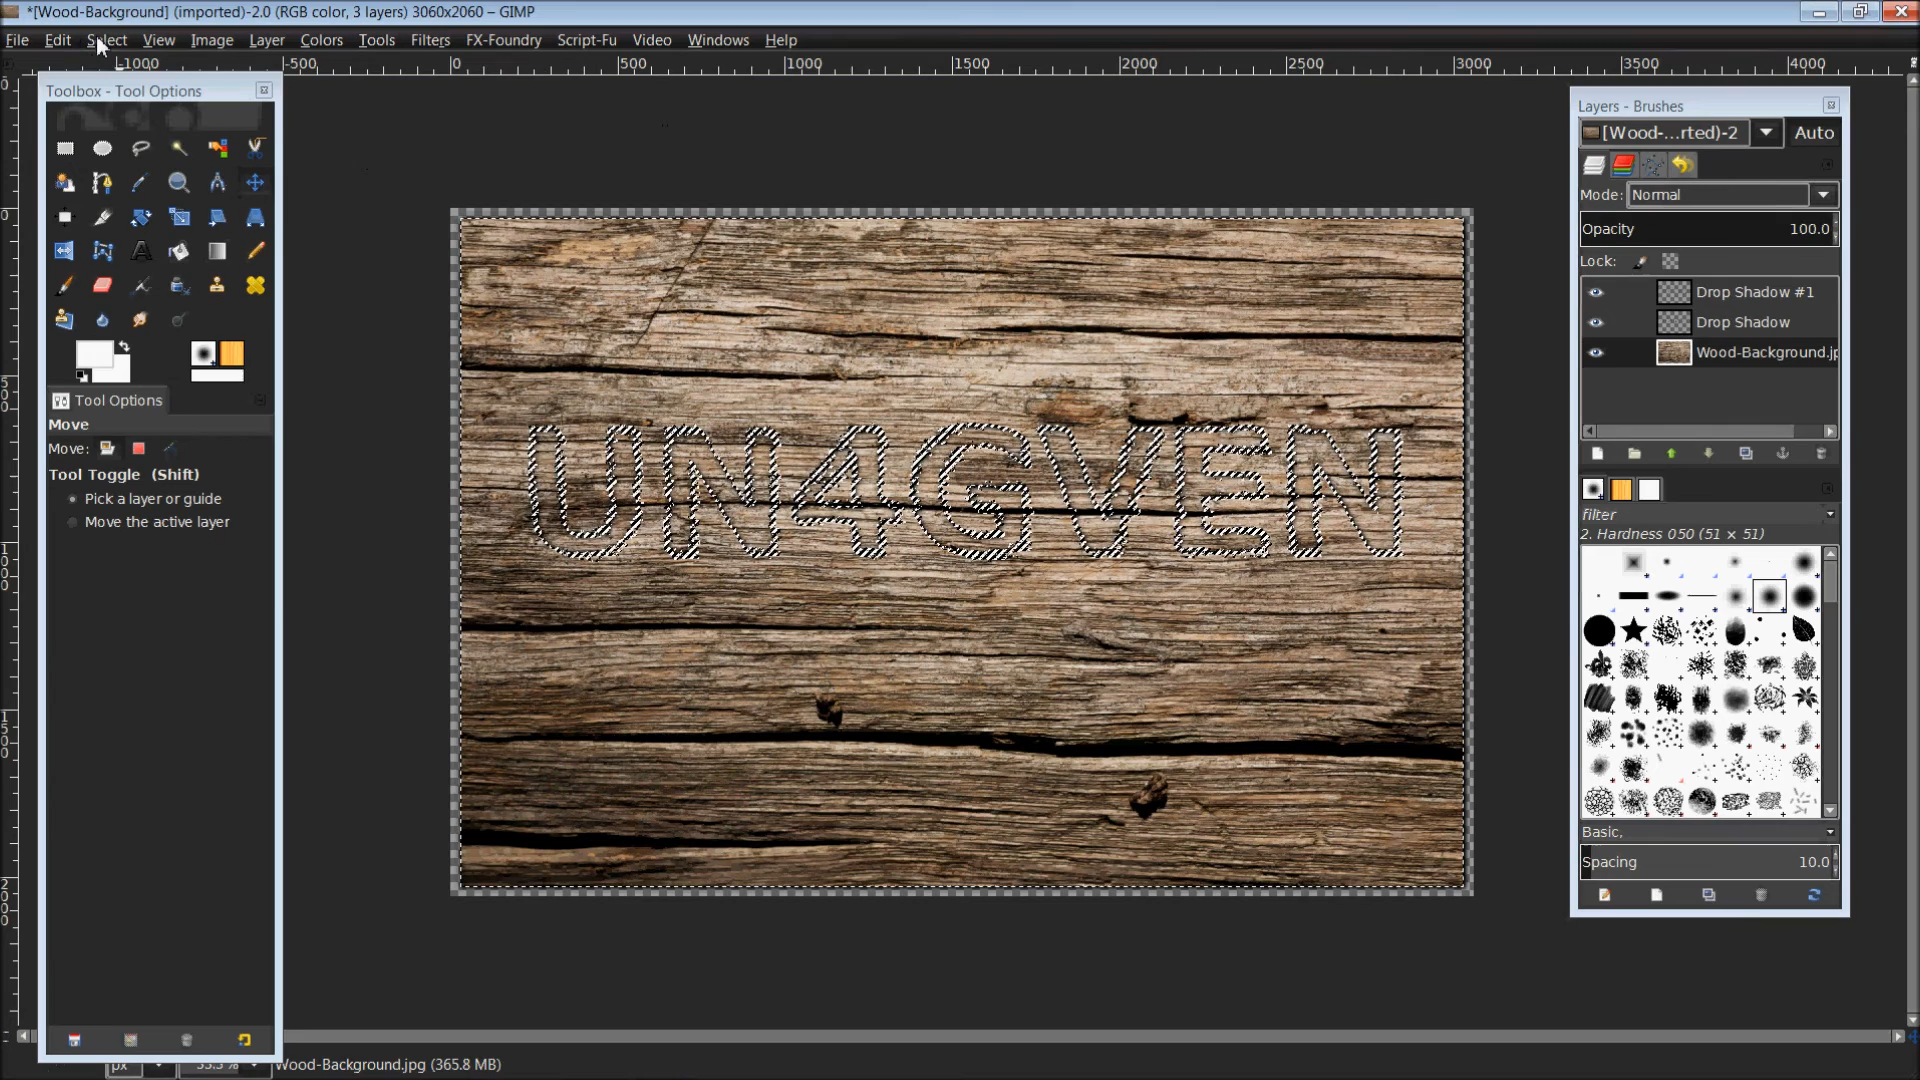 *[Wood-Background] (imported)-2.0 (RGB color, 3 layers) 3060x2060 – GIMP
File Edit Select View Image Layer Colors Tools Filters FX-Foundry Script-Fu Video Windows Help
-1000 -500 0 500 1000 1500 2000 2500 3000 3500 4000
Toolbox - Tool Options
Tool Options
Move
Move:
Tool Toggle (Shift)
Pick a layer or guide
Move the active layer
UN4GVEN
Layers - Brushes
[Wood-...rted)-2 Auto
Mode: Normal
Opacity 100.0
Lock:
Drop Shadow #1
Drop Shadow
Wood-Background.jp
filter
2. Hardness 050 (51 × 51)
Basic,
Spacing 10.0
px Wood-Background.jpg (365.8 MB)